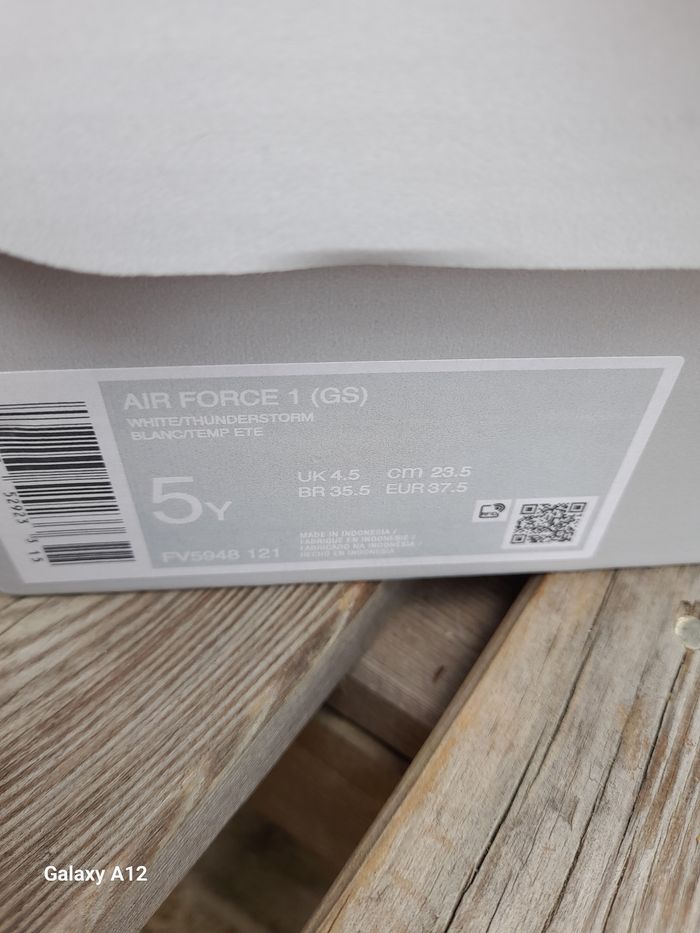 AIR FORCE 1 (GS)
WHITE/THUNDERSTORM
BLANC/TEMP ETE
5Y
UK 4.5 cm 23.5
BR 35.5 EUR 37.5
FV5948 121
MADE IN INDONESIA /
FABRIQUE EN INDONESIE /
FABRICADO NA INDONESIA /
HECHO EN INDONESIA
Galaxy A12